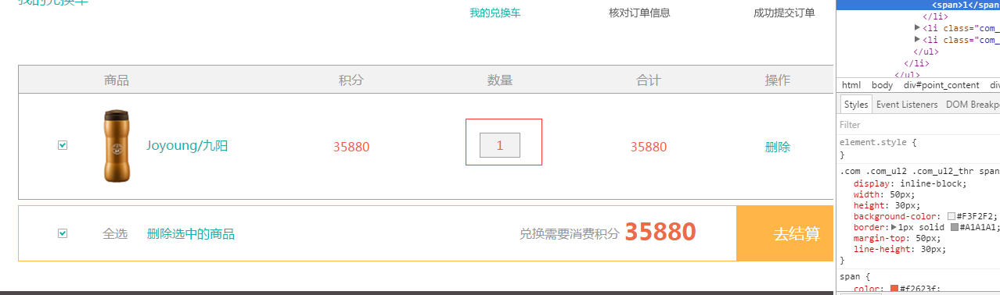 我的兑换车
我的兑换车 核对订单信息 成功提交订单
商品 积分 数量 合计 操作
Joyoung/九阳 35880 1 35880 删除
全选 删除选中的商品 兑换需要消费积分 35880 去结算
<span>1</span
</li>
<li class="com_
<li class="com_
</ul>
</li>
</ul>
html body div#point_content div
Styles Event Listeners DOM Breakp
Filter
element.style {
}
.com .com_ul2 .com_ul2_thr span
display: inline-block;
width: 50px;
height: 30px;
background-color: #F3F2F2;
border: 1px solid #A1A1A1;
margin-top: 50px;
line-height: 30px;
}
span {
color: #f2623f;